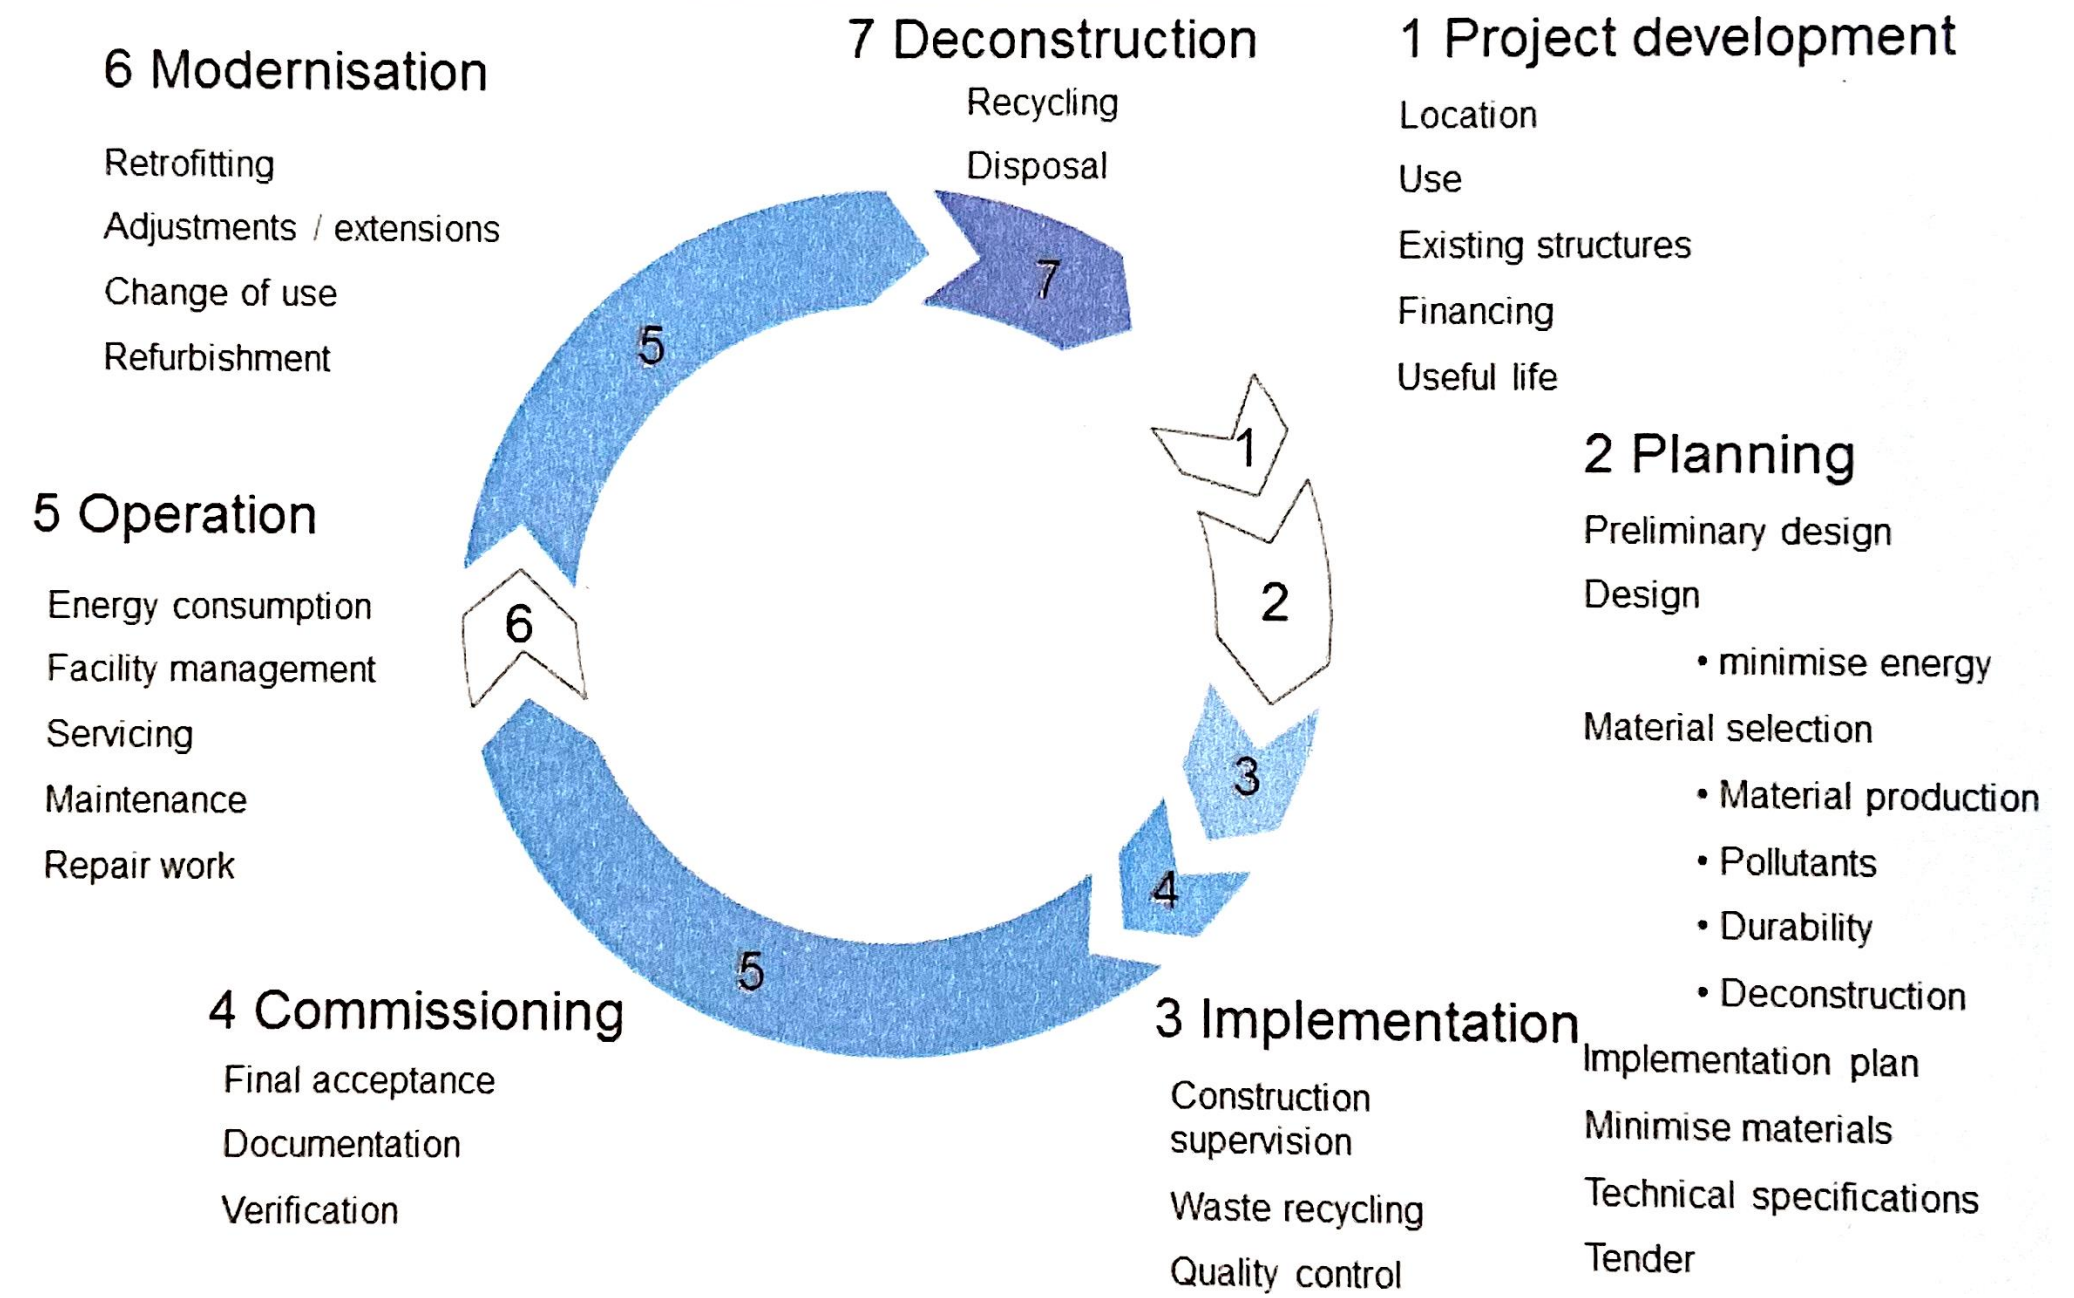 7 Deconstruction
Recycling
Disposal
1 Project development
Location
Use
Existing structures
Financing
Useful life
2 Planning
Preliminary design
Design
• minimise energy
Material selection
• Material production
• Pollutants
• Durability
• Deconstruction
Implementation plan
Minimise materials
Technical specifications
Tender
3 Implementation
Construction
supervision
Waste recycling
Quality control
4 Commissioning
Final acceptance
Documentation
Verification
5 Operation
Energy consumption
Facility management
Servicing
Maintenance
Repair work
6 Modernisation
Retrofitting
Adjustments / extensions
Change of use
Refurbishment
7
1
2
3
4
5
6
5